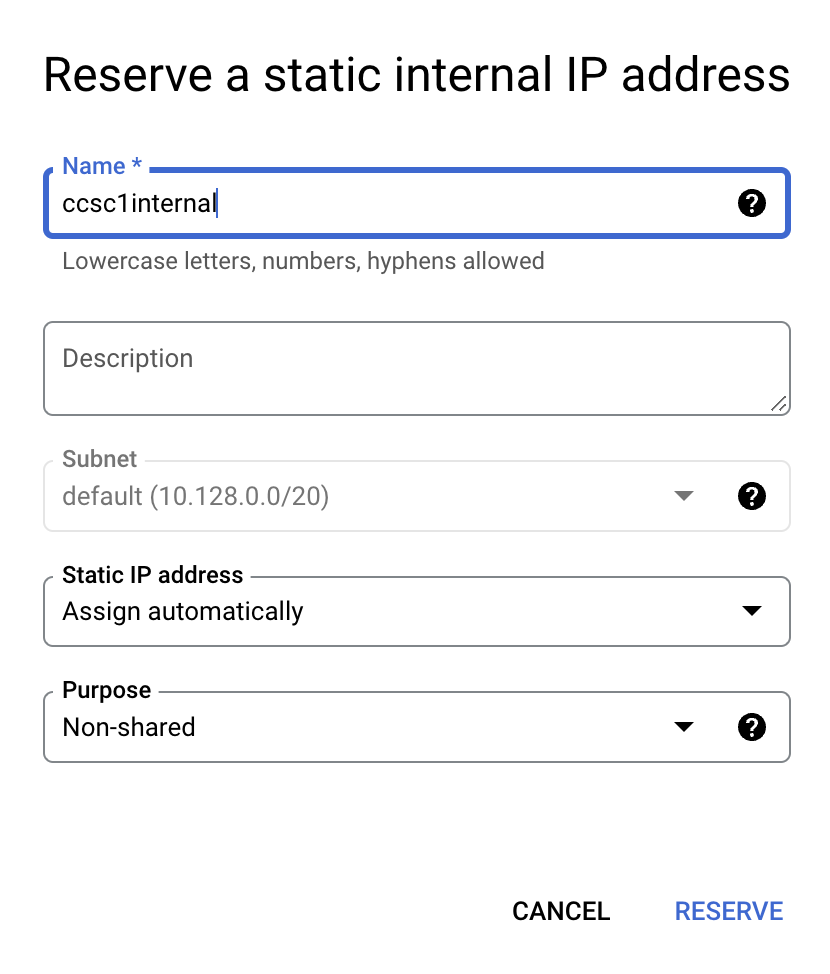 Reserve a static internal IP address
Name *
ccsc1internal
Lowercase letters, numbers, hyphens allowed
Description
Subnet
default (10.128.0.0/20)
Static IP address
Assign automatically
Purpose
Non-shared
CANCEL RESERVE